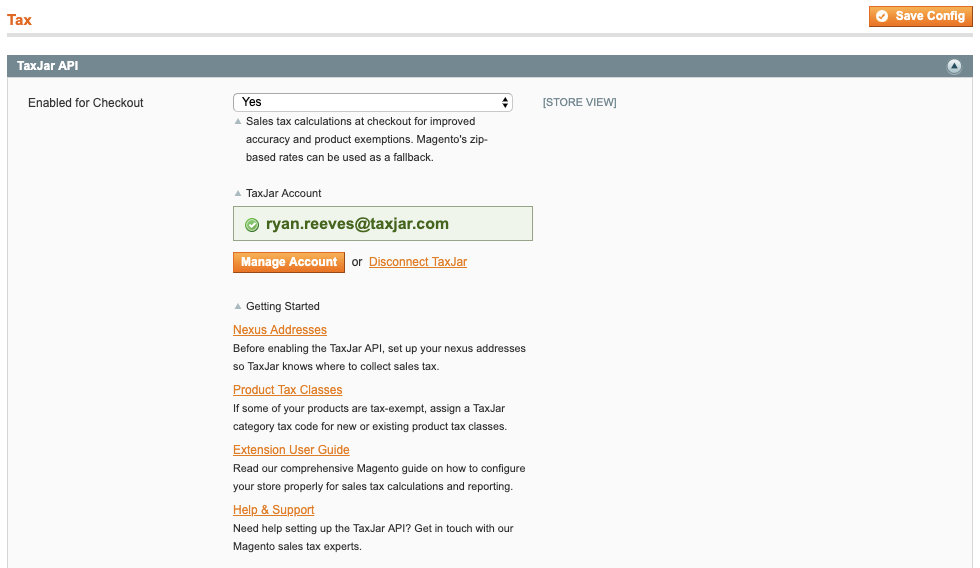 Tax
Save Config
TaxJar API
Enabled for Checkout
Yes
[STORE VIEW]
Sales tax calculations at checkout for improved
accuracy and product exemptions. Magento's zip-
based rates can be used as a fallback.
TaxJar Account
ryan.reeves@taxjar.com
Manage Account or Disconnect TaxJar
Getting Started
Nexus Addresses
Before enabling the TaxJar API, set up your nexus addresses
so TaxJar knows where to collect sales tax.
Product Tax Classes
If some of your products are tax-exempt, assign a TaxJar
category tax code for new or existing product tax classes.
Extension User Guide
Read our comprehensive Magento guide on how to configure
your store properly for sales tax calculations and reporting.
Help & Support
Need help setting up the TaxJar API? Get in touch with our
Magento sales tax experts.